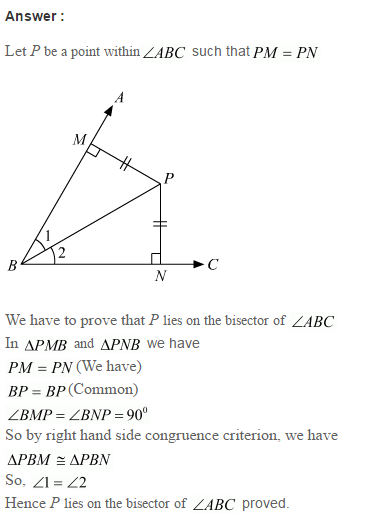 Answer :
Let P be a point within ∠ABC such that PM = PN
A
M
P
1
2
B
C
N
We have to prove that P lies on the bisector of ∠ABC
In ΔPMB and ΔPNB we have
PM = PN (We have)
BP = BP (Common)
∠BMP = ∠BNP = 90⁰
So by right hand side congruence criterion, we have
ΔPBM ≅ ΔPBN
So, ∠1 = ∠2
Hence P lies on the bisector of ∠ABC proved.